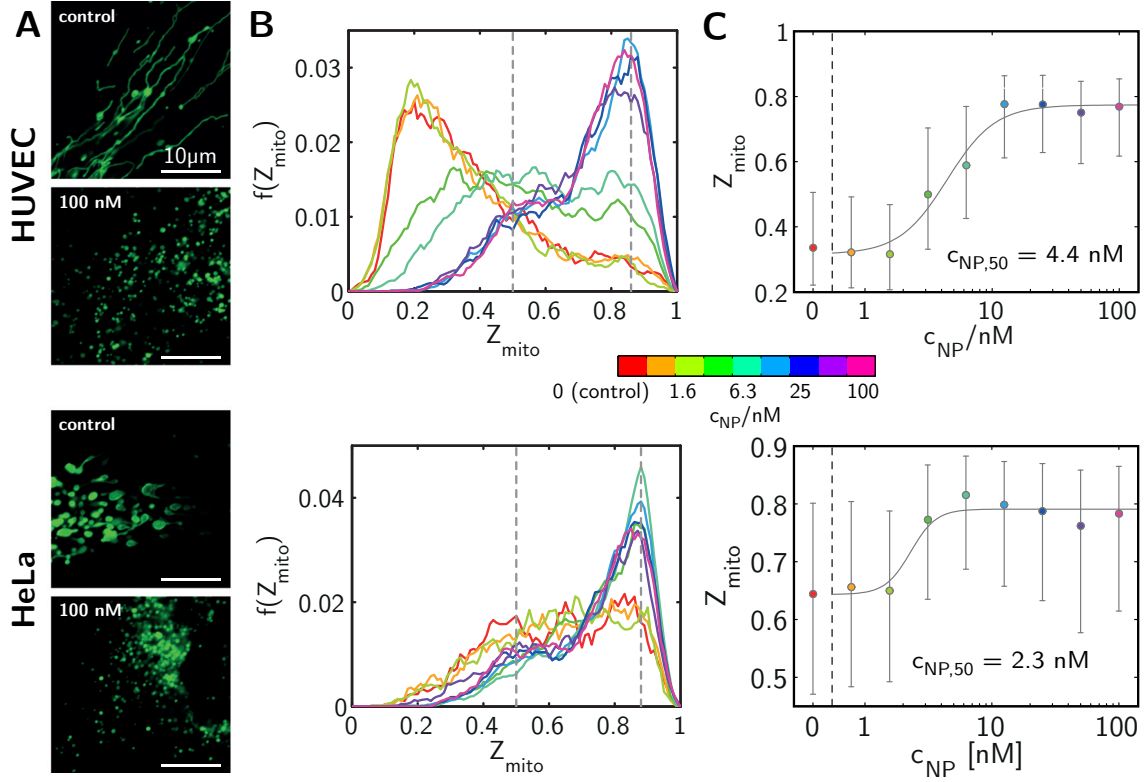 A
B
C
HUVEC
control
10μm
100 nM
f(Z_mito)
0.03
0.02
0.01
0
0 0.2 0.4 0.6 0.8 1
Z_mito
Z_mito
0.8
0.6
0.4
0.2
c_NP,50 = 4.4 nM
0 1 10 100
c_NP/nM
0 (control) 1.6 6.3 25 100
c_NP/nM
HeLa
control
100 nM
f(Z_mito)
0.04
0.02
0
0 0.2 0.4 0.6 0.8 1
Z_mito
Z_mito
0.9
0.8
0.7
0.6
0.5
c_NP,50 = 2.3 nM
0 1 10 100
c_NP [nM]